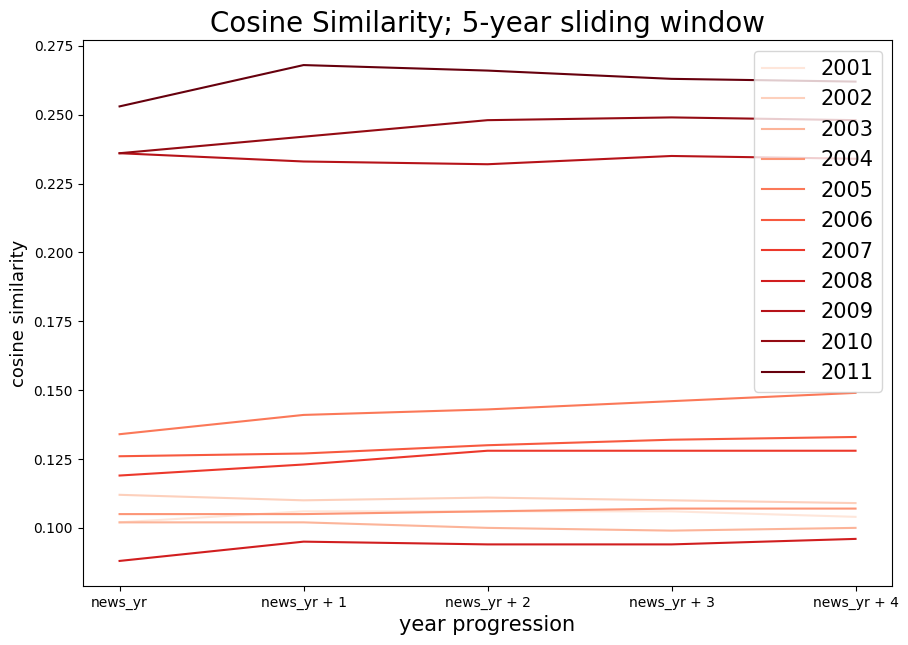 Cosine Similarity; 5-year sliding window
0.275
0.250
0.225
0.200
0.175
0.150
0.125
0.100
cosine similarity
2001
2002
2003
2004
2005
2006
2007
2008
2009
2010
2011
news_yr
news_yr + 1
news_yr + 2
news_yr + 3
news_yr + 4
year progression